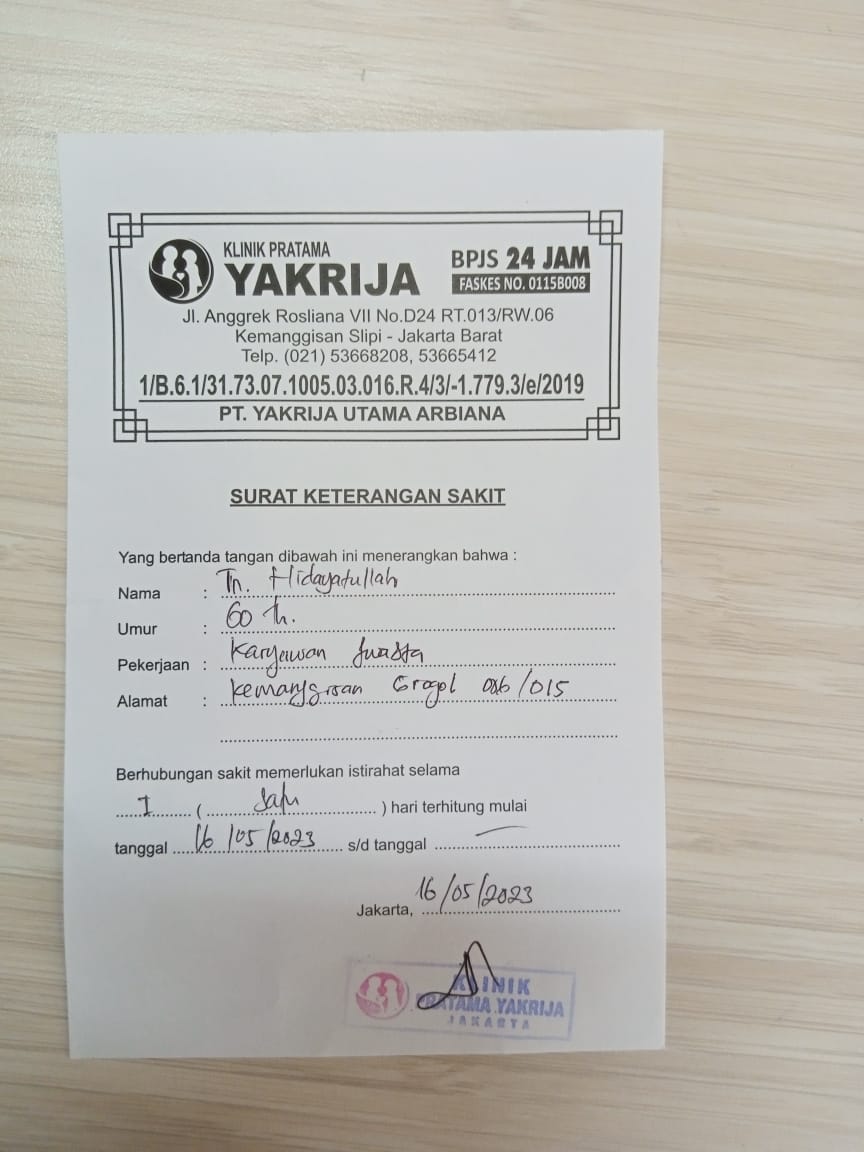 KLINIK PRATAMA
YAKRIJA
BPJS 24 JAM
FASKES NO. 0115B008
Jl. Anggrek Rosliana VII No.D24 RT.013/RW.06
Kemanggisan Slipi - Jakarta Barat
Telp. (021) 53668208, 53665412
1/B.6.1/31.73.07.1005.03.016.R.4/3/-1.779.3/e/2019
PT. YAKRIJA UTAMA ARBIANA
SURAT KETERANGAN SAKIT
Yang bertanda tangan dibawah ini menerangkan bahwa :
Nama : Tn. Hidayatullah
Umur : 60 th.
Pekerjaan : Karyawan Swasta
Alamat : Kemanggisan Grogol /015
Berhubungan sakit memerlukan istirahat selama
1 ( Satu ) hari terhitung mulai
tanggal 16/05/2023 s/d tanggal —
Jakarta, 16/05/2023
KLINIK
PRATAMA YAKRIJA
JAKARTA